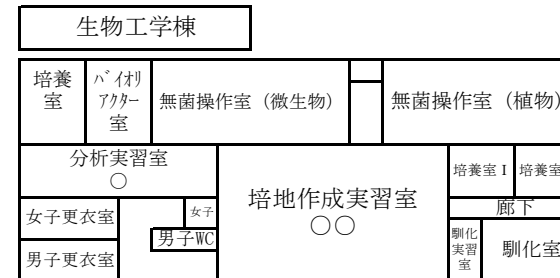 生物工学棟
培養
室
バイオリ
アクター
室
無菌操作室（微生物）
無菌操作室（植物）
分析実習室
○
培地作成実習室
○○
培養室Ⅰ
培養室
女子更衣室
女子
廊下
男子WC
男子更衣室
馴化
実習
室
馴化室